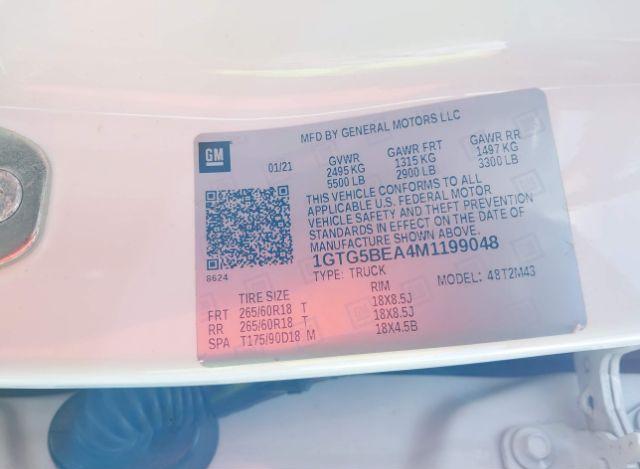 MFD BY GENERAL MOTORS LLC
GM
01/21
GVWR GAWR FRT GAWR RR
2495 KG 1315 KG 1497 KG
5500 LB 2900 LB 3300 LB
THIS VEHICLE CONFORMS TO ALL
APPLICABLE U.S. FEDERAL MOTOR
VEHICLE SAFETY AND THEFT PREVENTION
STANDARDS IN EFFECT ON THE DATE OF
MANUFACTURE SHOWN ABOVE.
8624
1GTG5BEA4M1199048
TYPE: TRUCK MODEL: 48T2M43
TIRE SIZE RIM
FRT 265/60R18 T 18X8.5J
RR 265/60R18 T 18X8.5J
SPA T175/90D18 M 18X4.5B